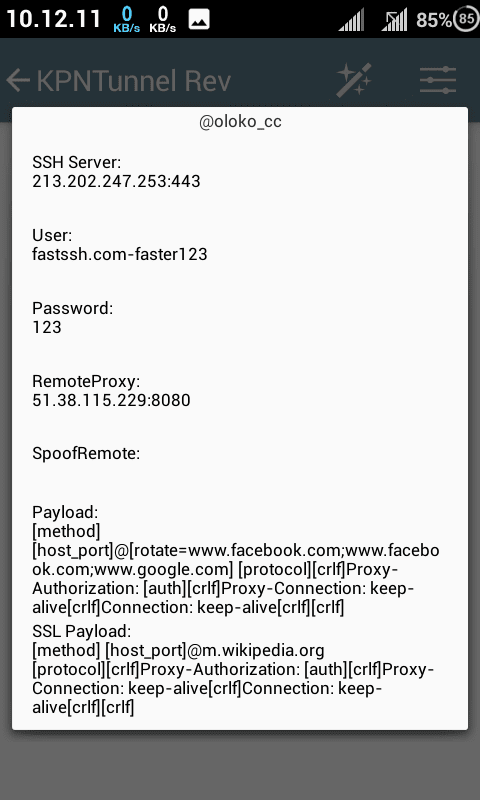 10.12.11 0 KB/s 0 KB/s 85% 85
KPNTunnel Rev
@oloko_cc
SSH Server:
213.202.247.253:443
User:
fastssh.com-faster123
Password:
123
RemoteProxy:
51.38.115.229:8080
SpoofRemote:
Payload:
[method]
[host_port]@[rotate=www.facebook.com;www.facebo
ok.com;www.google.com] [protocol][crlf]Proxy-
Authorization: [auth][crlf]Proxy-Connection: keep-
alive[crlf]Connection: keep-alive[crlf][crlf]
SSL Payload:
[method] [host_port]@m.wikipedia.org
[protocol][crlf]Proxy-Authorization: [auth][crlf]Proxy-
Connection: keep-alive[crlf]Connection: keep-
alive[crlf][crlf]